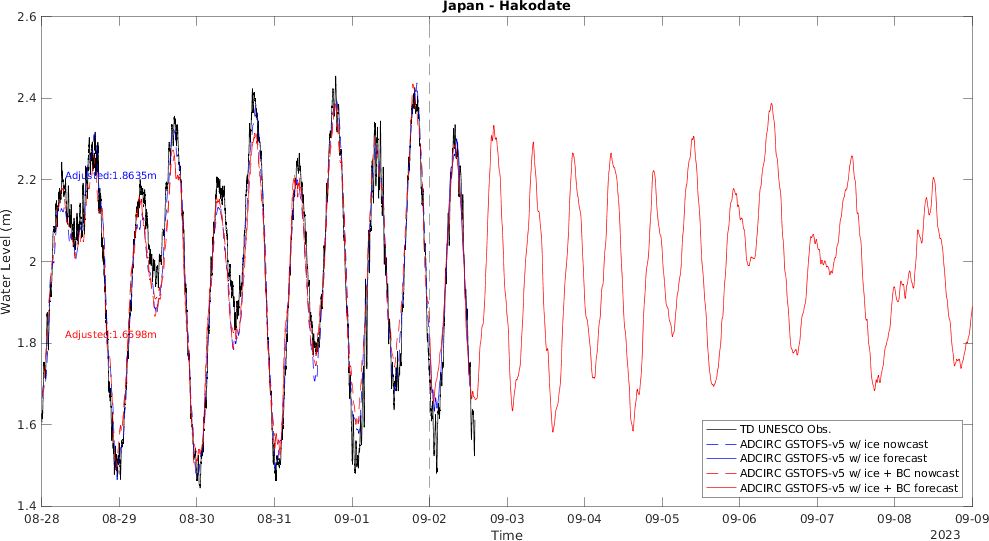 Japan - Hakodate
2.6
2.4
2.2
2
1.8
1.6
1.4
Water Level (m)
Adjusted:1.8635m
Adjusted:1.6598m
TD UNESCO Obs.
ADCIRC GSTOFS-v5 w/ ice nowcast
ADCIRC GSTOFS-v5 w/ ice forecast
ADCIRC GSTOFS-v5 w/ ice + BC nowcast
ADCIRC GSTOFS-v5 w/ ice + BC forecast
08-28 08-29 08-30 08-31 09-01 09-02 09-03 09-04 09-05 09-06 09-07 09-08 09-09
Time
2023